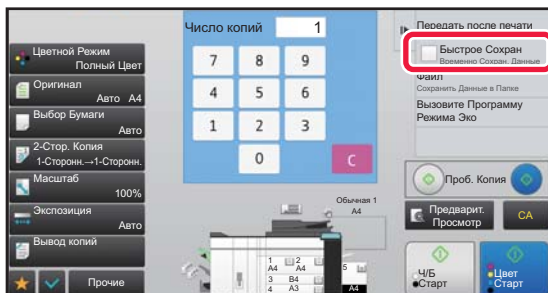 Число копий 1
Передать после печати
Быстрое Сохран
Временно Сохран. Данные
Файл
Сохранить Данные в Папке
Вызовите Программу
Режима Эко
Цветной Режим
Полный Цвет
Оригинал
Авто A4
Выбор Бумаги
Авто
2-Стор. Копия
1-Сторонн.→1-Сторонн.
Масштаб
100%
Экспозиция
Авто
Вывод копий
Прочие
7 8 9
4 5 6
1 2 3
0 C
Обычная 1
A4
1 A4
2 A4
3 B4
4 A3
5 A4
Проб. Копия
Предварит.
Просмотр
CA
Ч/Б
Старт
Цвет
Старт